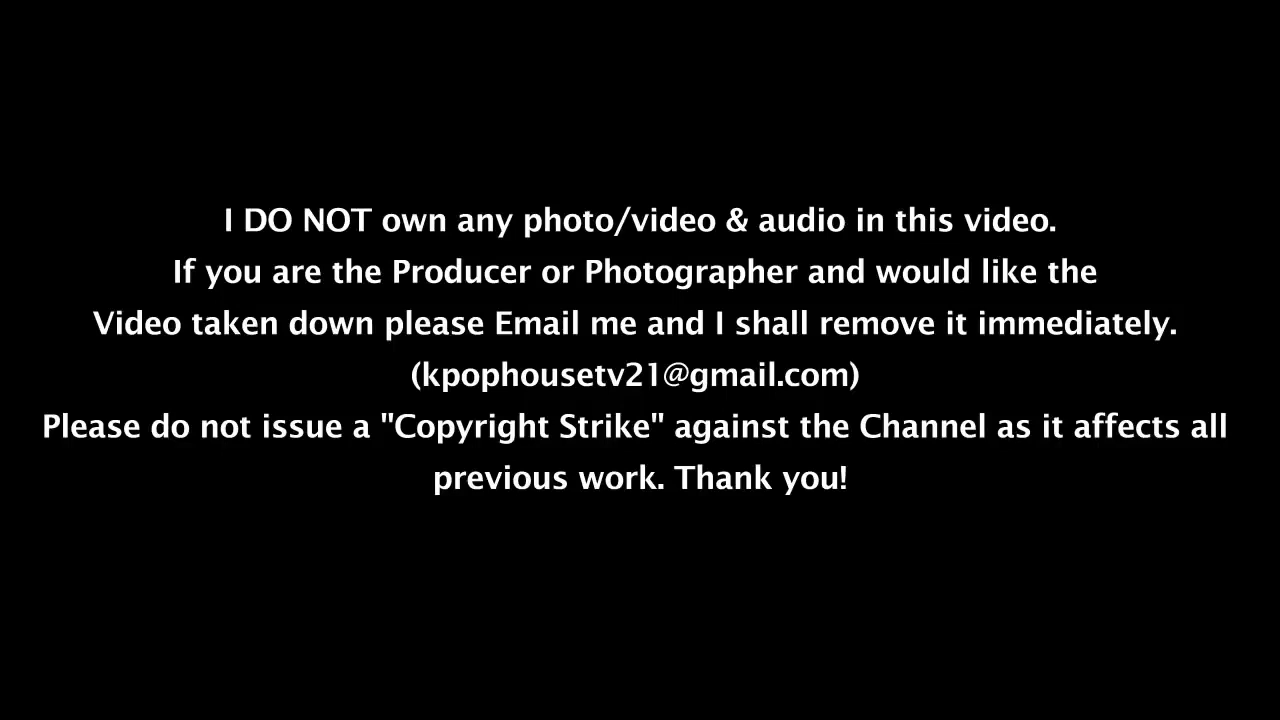 I DO NOT own any photo/video & audio in this video.
If you are the Producer or Photographer and would like the
Video taken down please Email me and I shall remove it immediately.
(kpophousetv21@gmail.com)
Please do not issue a "Copyright Strike" against the Channel as it affects all
previous work. Thank you!